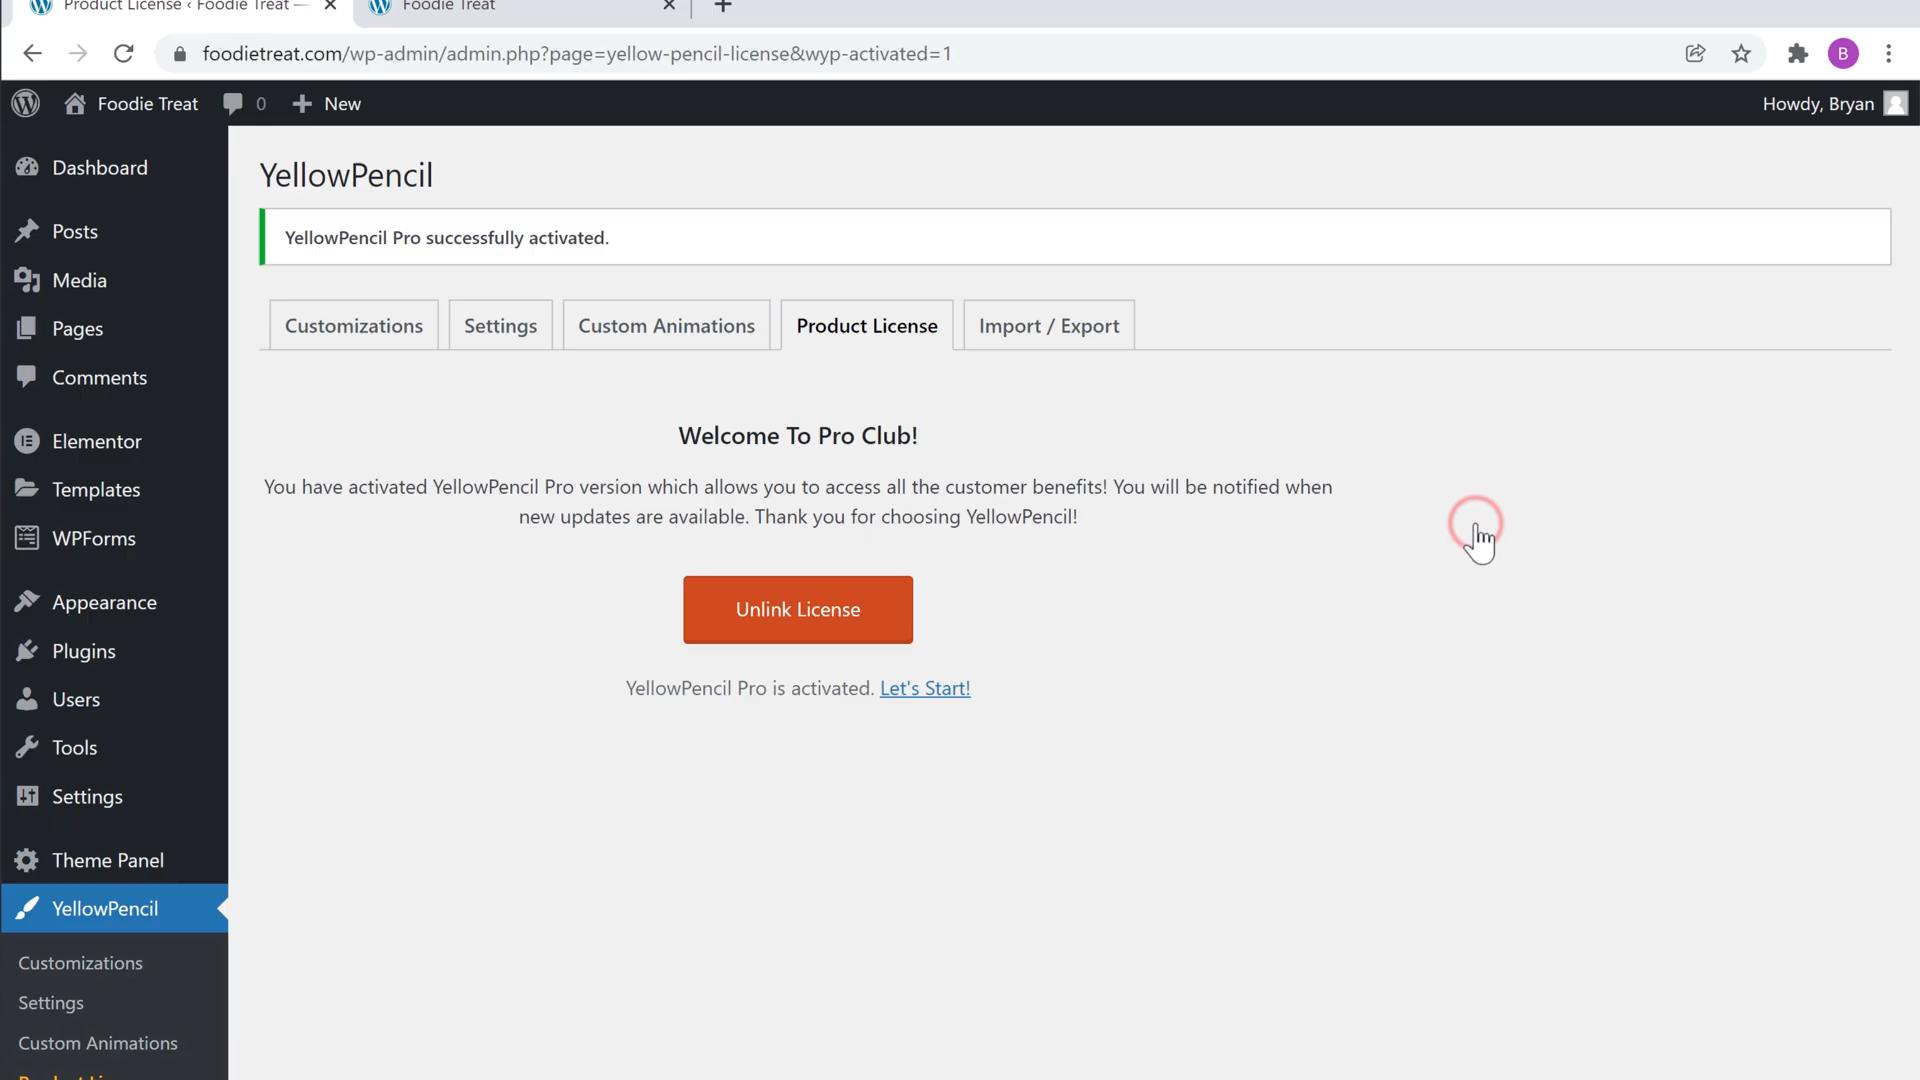 Product License ‹ Foodie Treat —
Foodie Treat
foodietreat.com/wp-admin/admin.php?page=yellow-pencil-license&wyp-activated=1
B
Foodie Treat
0
New
Howdy, Bryan
Dashboard
Posts
Media
Pages
Comments
Elementor
Templates
WPForms
Appearance
Plugins
Users
Tools
Settings
Theme Panel
YellowPencil
Customizations
Settings
Custom Animations
YellowPencil
YellowPencil Pro successfully activated.
Customizations
Settings
Custom Animations
Product License
Import / Export
Welcome To Pro Club!
You have activated YellowPencil Pro version which allows you to access all the customer benefits! You will be notified when
new updates are available. Thank you for choosing YellowPencil!
Unlink License
YellowPencil Pro is activated. Let's Start!